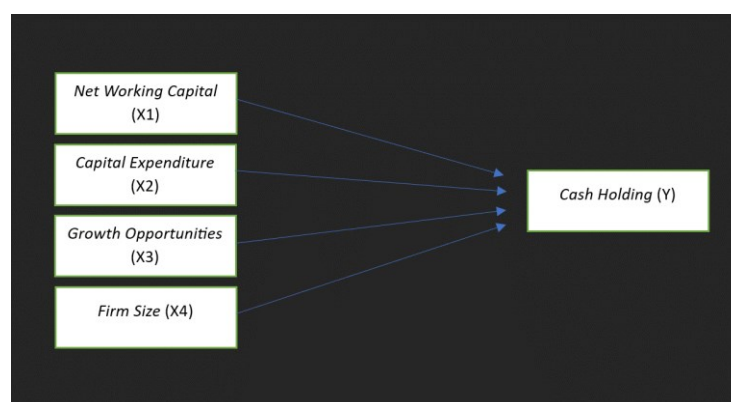 Net Working Capital
(X1)
Capital Expenditure
(X2)
Growth Opportunities
(X3)
Firm Size (X4)
Cash Holding (Y)